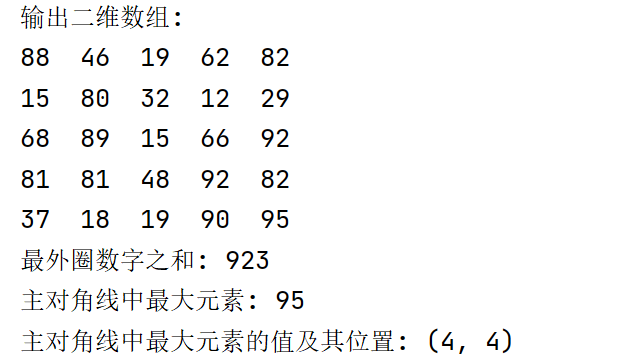 输出二维数组:
88 46 19 62 82
15 80 32 12 29
68 89 15 66 92
81 81 48 92 82
37 18 19 90 95
最外圈数字之和: 923
主对角线中最大元素: 95
主对角线中最大元素的值及其位置: (4, 4)